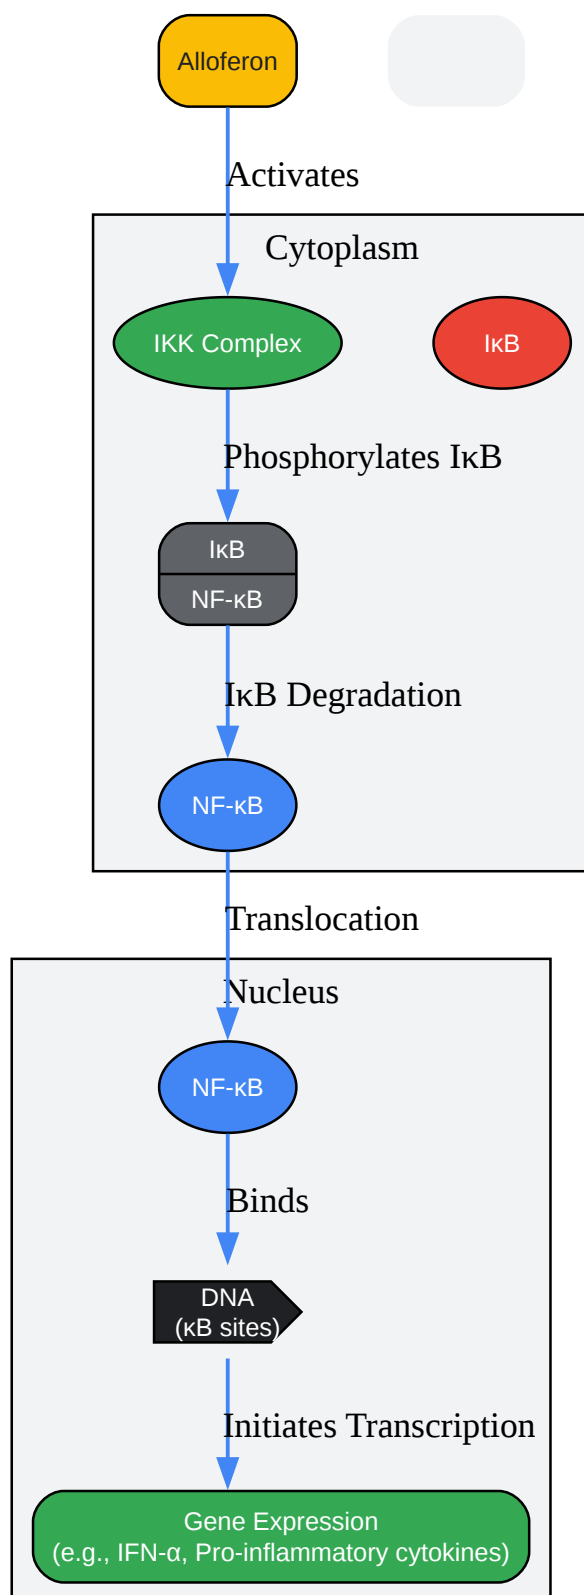 Alloferon
Activates
Cytoplasm
IKK Complex
IκB
Phosphorylates IκB
IκB
NF-κB
IκB Degradation
NF-κB
Translocation
Nucleus
NF-κB
Binds
DNA
(κB sites)
Initiates Transcription
Gene Expression
(e.g., IFN-α, Pro-inflammatory cytokines)